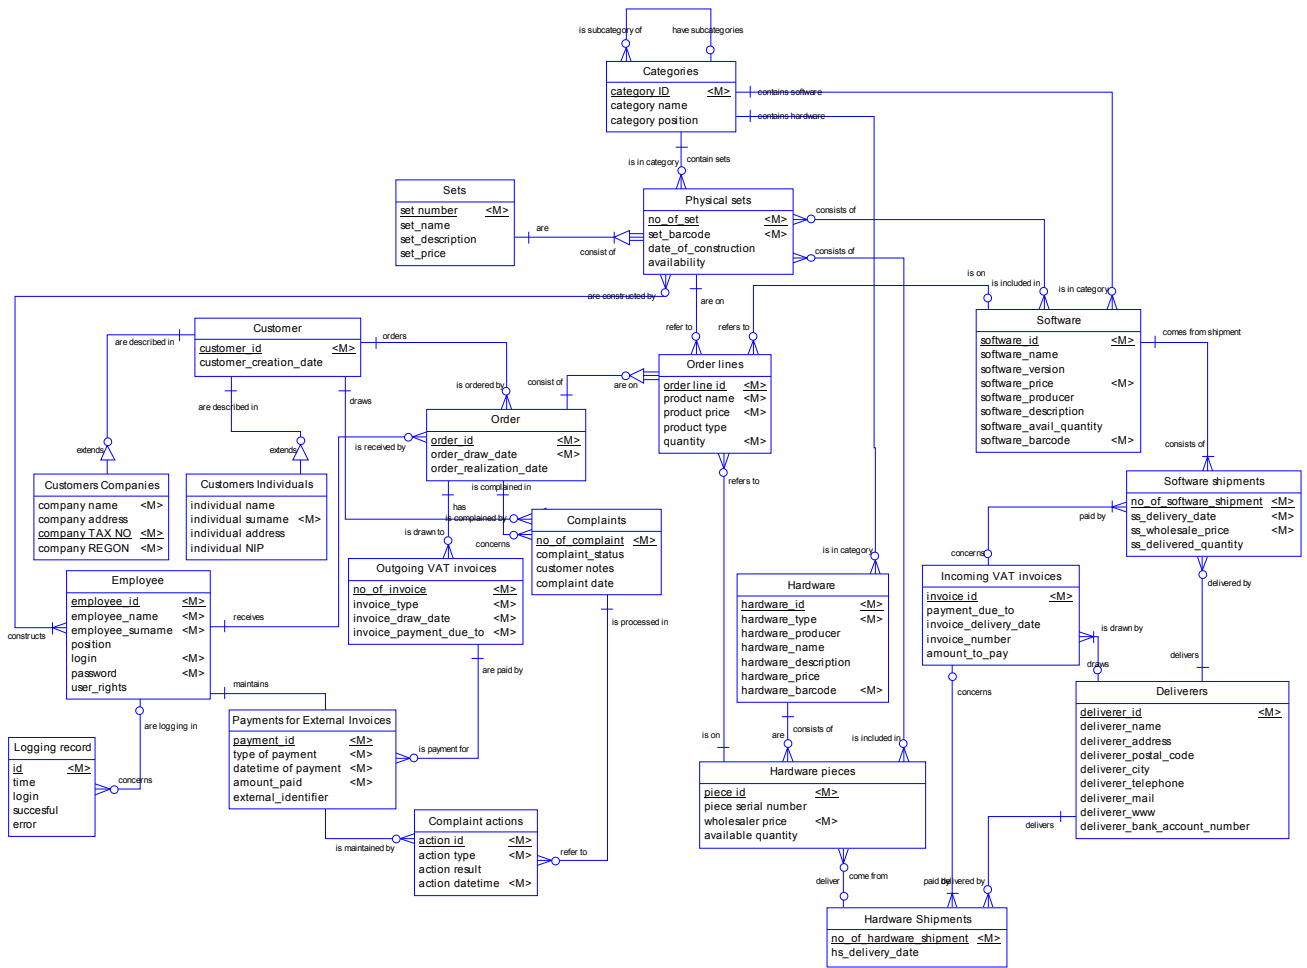 is subcategory of
have subcategories
Categories
category ID <M>
category name
category position
contains software
contains hardware
is in category
contain sets
Sets
set number <M>
set_name
set_description
set_price
are
consist of
Physical sets
no_of_set <M>
set_barcode <M>
date_of_construction
availability
consists of
consists of
is on
is included in
is in category
are constructed by
are on
refer to
refers to
Software
software_id <M>
software_name
software_version
software_price <M>
software_producer
software_description
software_avail_quantity
software_barcode <M>
comes from shipment
consists of
Customer
customer_id <M>
customer_creation_date
are described in
are described in
orders
draws
is ordered by
consist of
are on
Order lines
order line id <M>
product name <M>
product price <M>
product type
quantity <M>
refers to
Order
order_id <M>
order_draw_date <M>
order_realization_date
is received by
is complained in
has
is complained by
is drawn to
concerns
extends
extends
Customers Companies
company name <M>
company address
company TAX NO <M>
company REGON <M>
Customers Individuals
individual name
individual surname <M>
individual address
individual NIP
Complaints
no_of_complaint <M>
complaint_status
customer notes
complaint date
is processed in
Outgoing VAT invoices
no_of_invoice <M>
invoice_type <M>
invoice_draw_date <M>
invoice_payment_due_to <M>
are paid by
Software shipments
no_of_software_shipment <M>
ss_delivery_date <M>
ss_wholesale_price <M>
ss_delivered_quantity
paid by
concerns
delivered by
delivers
Employee
employee_id <M>
employee_name <M>
employee_surname <M>
position
login <M>
password <M>
user_rights
constructs
receives
maintains
are logging in
concerns
Incoming VAT invoices
invoice id <M>
payment_due_to
invoice_delivery_date
invoice_number
amount_to_pay
is drawn by
draws
concerns
is in category
Hardware
hardware_id <M>
hardware_type <M>
hardware_producer
hardware_name
hardware_description
hardware_price
hardware_barcode <M>
consists of
are
is on
is included in
Deliverers
deliverer_id <M>
deliverer_name
deliverer_address
deliverer_postal_code
deliverer_city
deliverer_telephone
deliverer_mail
deliverer_www
deliverer_bank_account_number
delivers
Logging record
id <M>
time
login
succesful
error
Payments for External Invoices
payment_id <M>
type of payment <M>
datetime of payment <M>
amount_paid <M>
external_identifier
is payment for
is maintained by
Hardware pieces
piece id <M>
piece serial number
wholesaler price <M>
available quantity
Complaint actions
action id <M>
action type <M>
action result
action datetime <M>
refer to
deliver
come from
paid by
delivered by
Hardware Shipments
no_of_hardware_shipment <M>
hs_delivery_date